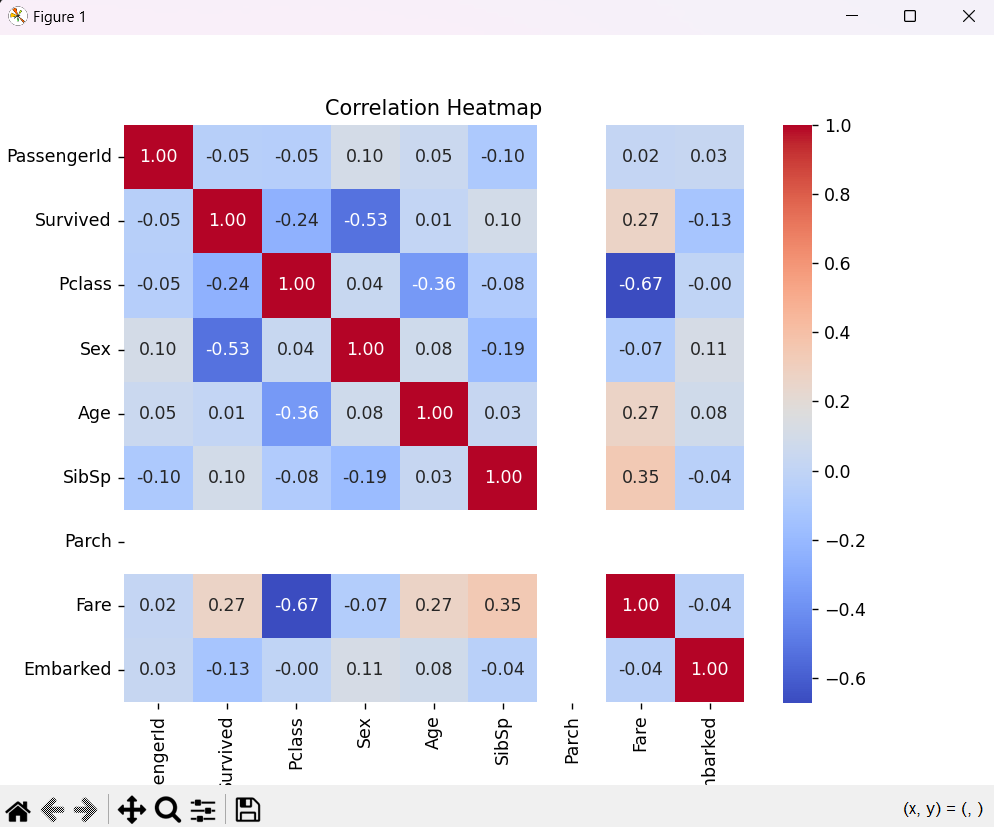 Figure 1
Correlation Heatmap
PassengerId 1.00 -0.05 -0.05 0.10 0.05 -0.10 0.02 0.03
Survived -0.05 1.00 -0.24 -0.53 0.01 0.10 0.27 -0.13
Pclass -0.05 -0.24 1.00 0.04 -0.36 -0.08 -0.67 -0.00
Sex 0.10 -0.53 0.04 1.00 0.08 -0.19 -0.07 0.11
Age 0.05 0.01 -0.36 0.08 1.00 0.03 0.27 0.08
SibSp -0.10 0.10 -0.08 -0.19 0.03 1.00 0.35 -0.04
Parch
Fare 0.02 0.27 -0.67 -0.07 0.27 0.35 1.00 -0.04
Embarked 0.03 -0.13 -0.00 0.11 0.08 -0.04 -0.04 1.00
engerId urvived Pclass Sex Age SibSp Parch Fare mbarked
1.0
0.8
0.6
0.4
0.2
0.0
−0.2
−0.4
−0.6
(x, y) = (, )